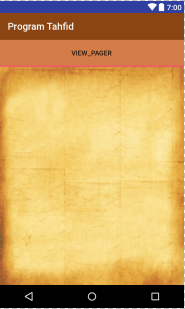 7:00
Program Tahfid
VIEW_PAGER